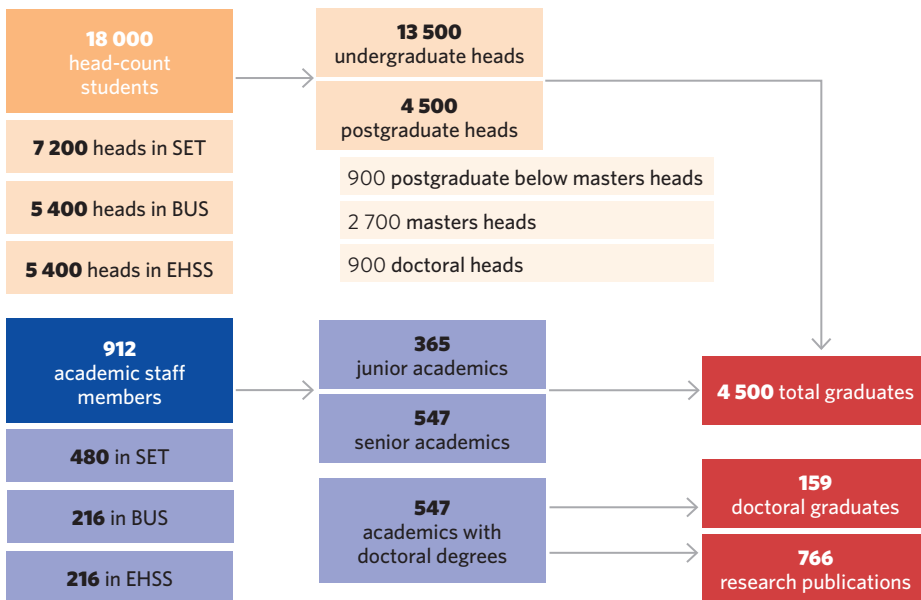 18 000
head-count
students
7 200 heads in SET
5 400 heads in BUS
5 400 heads in EHSS
13 500
undergraduate heads
4 500
postgraduate heads
900 postgraduate below masters heads
2 700 masters heads
900 doctoral heads
912
academic staff
members
480 in SET
216 in BUS
216 in EHSS
365
junior academics
547
senior academics
547
academics with
doctoral degrees
4 500 total graduates
159
doctoral graduates
766
research publications